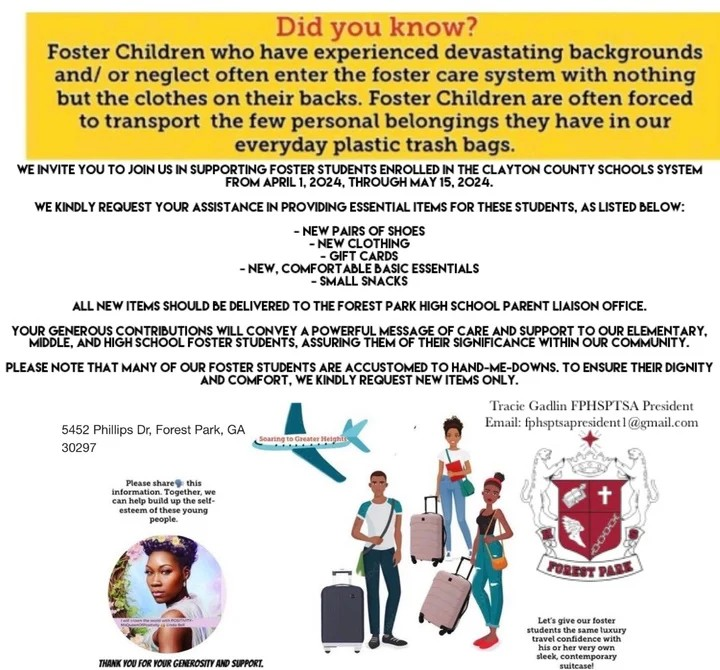 Did you know?
Foster Children who have experienced devastating backgrounds
and/ or neglect often enter the foster care system with nothing
but the clothes on their backs. Foster Children are often forced
to transport the few personal belongings they have in our
everyday plastic trash bags.
WE INVITE YOU TO JOIN US IN SUPPORTING FOSTER STUDENTS ENROLLED IN THE CLAYTON COUNTY SCHOOLS SYSTEM
FROM APRIL 1, 2024, THROUGH MAY 15, 2024.
WE KINDLY REQUEST YOUR ASSISTANCE IN PROVIDING ESSENTIAL ITEMS FOR THESE STUDENTS, AS LISTED BELOW:
- NEW PAIRS OF SHOES
- NEW CLOTHING
- GIFT CARDS
- NEW, COMFORTABLE BASIC ESSENTIALS
- SMALL SNACKS
ALL NEW ITEMS SHOULD BE DELIVERED TO THE FOREST PARK HIGH SCHOOL PARENT LIAISON OFFICE.
YOUR GENEROUS CONTRIBUTIONS WILL CONVEY A POWERFUL MESSAGE OF CARE AND SUPPORT TO OUR ELEMENTARY,
MIDDLE, AND HIGH SCHOOL FOSTER STUDENTS, ASSURING THEM OF THEIR SIGNIFICANCE WITHIN OUR COMMUNITY.
PLEASE NOTE THAT MANY OF OUR FOSTER STUDENTS ARE ACCUSTOMED TO HAND-ME-DOWNS. TO ENSURE THEIR DIGNITY
AND COMFORT, WE KINDLY REQUEST NEW ITEMS ONLY.
Tracie Gadlin FPHSPTSA President
Email: fphsptsapresident1@gmail.com
5452 Phillips Dr, Forest Park, GA
30297
Soaring to Greater Heights
Please share this
information. Together, we
can help build up the self-
esteem of these young
people.
H S
FOREST PARK
I will crown the world with POSITIVITY
Let's give our foster
students the same luxury
travel confidence with
his or her very own
sleek, contemporary
suitcase!
THANK YOU FOR YOUR GENEROSITY AND SUPPORT.